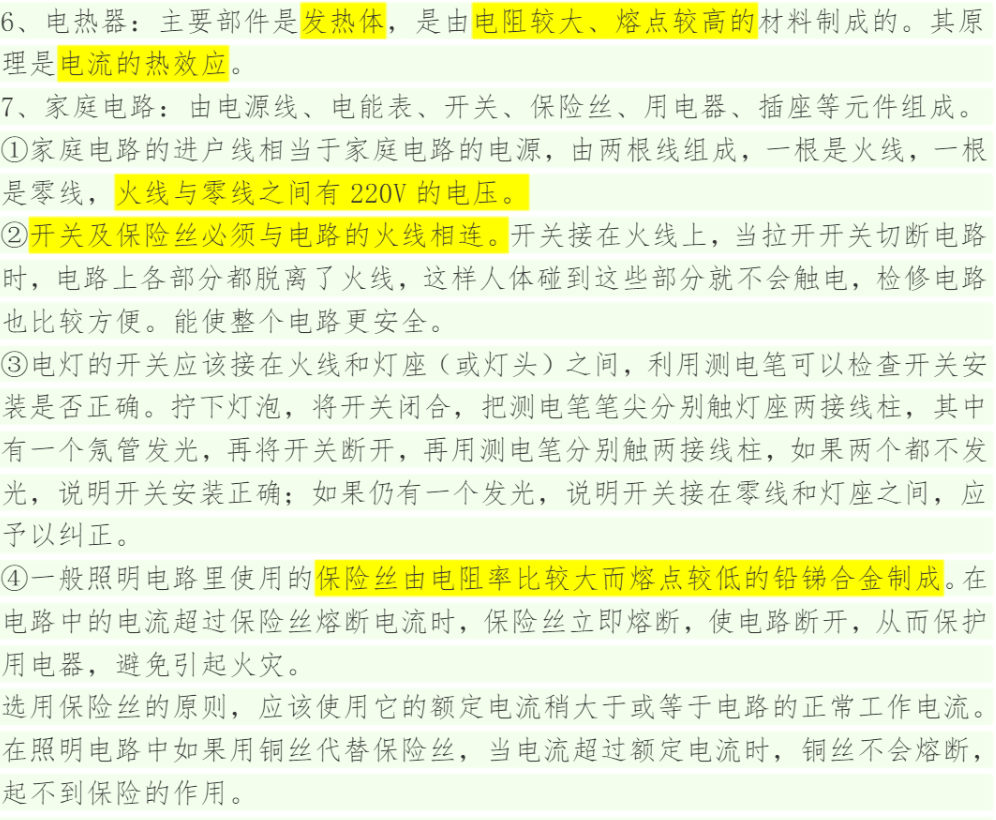 6、电热器：主要部件是发热体，是由电阻较大、熔点较高的材料制成的。其原
理是电流的热效应。
7、家庭电路：由电源线、电能表、开关、保险丝、用电器、插座等元件组成。
①家庭电路的进户线相当于家庭电路的电源，由两根线组成，一根是火线，一根
是零线，火线与零线之间有 220V 的电压。
②开关及保险丝必须与电路的火线相连。开关接在火线上，当拉开开关切断电路
时，电路上各部分都脱离了火线，这样人体碰到这些部分就不会触电，检修电路
也比较方便。能使整个电路更安全。
③电灯的开关应该接在火线和灯座（或灯头）之间，利用测电笔可以检查开关安
装是否正确。拧下灯泡，将开关闭合，把测电笔笔尖分别触灯座两接线柱，其中
有一个氖管发光，再将开关断开，再用测电笔分别触两接线柱，如果两个都不发
光，说明开关安装正确；如果仍有一个发光，说明开关接在零线和灯座之间，应
予以纠正。
④一般照明电路里使用的保险丝由电阻率比较大而熔点较低的铅锑合金制成。在
电路中的电流超过保险丝熔断电流时，保险丝立即熔断，使电路断开，从而保护
用电器，避免引起火灾。
选用保险丝的原则，应该使用它的额定电流稍大于或等于电路的正常工作电流。
在照明电路中如果用铜丝代替保险丝，当电流超过额定电流时，铜丝不会熔断，
起不到保险的作用。